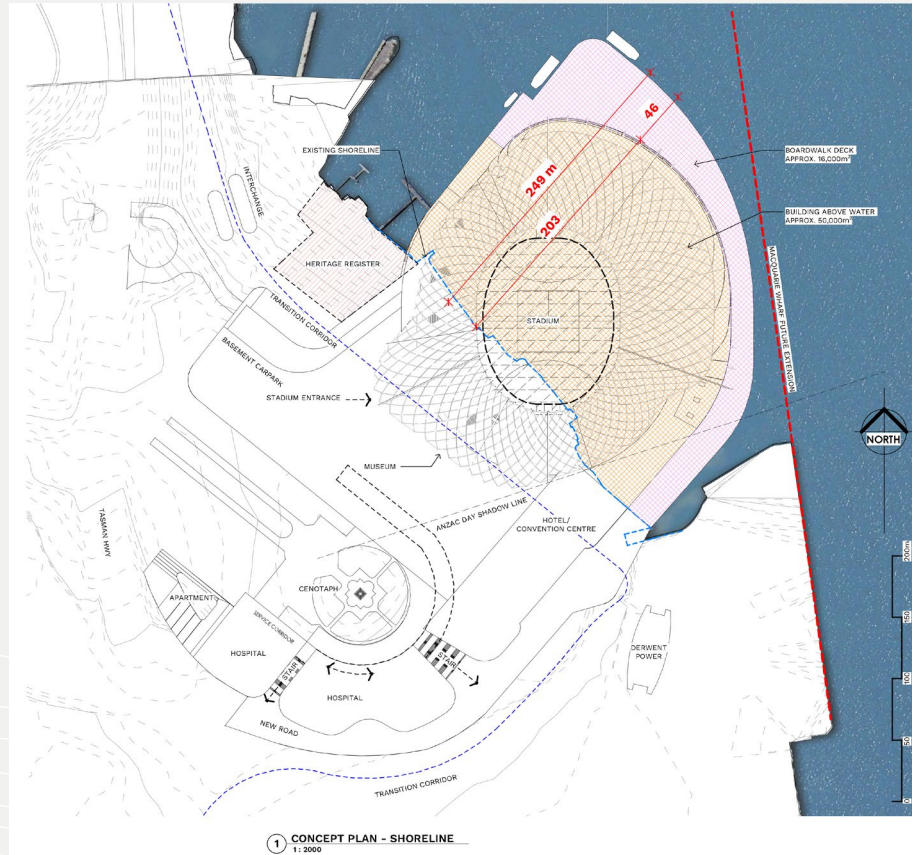 EXISTING SHORELINE
INTERCHANGE
HERITAGE REGISTER
TRANSITION CORRIDOR
BASEMENT CARPARK
STADIUM ENTRANCE
MUSEUM
249 m
203
46
STADIUM
BOARDWALK DECK
APPROX. 16,000m²
BUILDING ABOVE WATER
APPROX. 50,000m²
MACQUARIE WHARF FUTURE EXTENSION
NORTH
ANZAC DAY SHADOW LINE
HOTEL/
CONVENTION CENTRE
TASMAN HWY
CENOTAPH
APARTMENT
SERVICE CORRIDOR
HOSPITAL
STAIR
HOSPITAL
STAIR
DERWENT
POWER
NEW ROAD
TRANSITION CORRIDOR
200m
150
100
50
0
1 CONCEPT PLAN - SHORELINE
1 : 2000